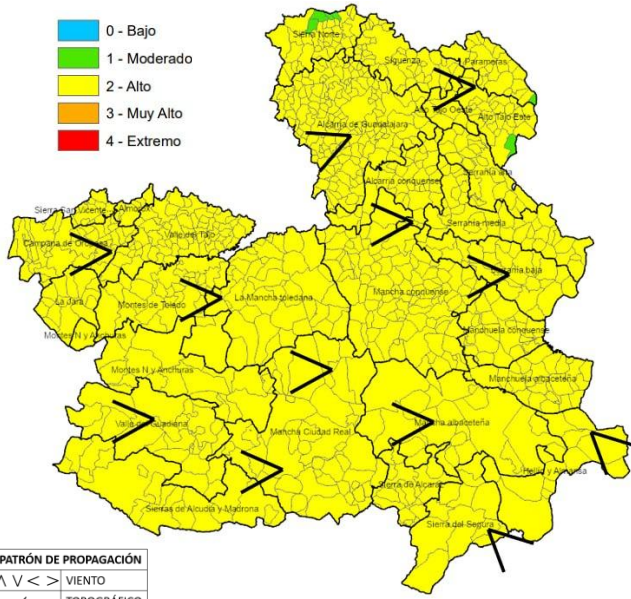 0 - Bajo
1 - Moderado
2 - Alto
3 - Muy Alto
4 - Extremo
Sierra Norte
Sigüenza
Parameras
Alto Tajo Oeste
Alto Tajo Este
Alcarria de Guadalajara
Alcarria conquense
Serranía alta
Sierra San Vicente
Almorox
Serranía media
Campana de Oropesa
Valle del Tajo
Serranía baja
La Jara
Montes de Toledo
La Mancha toledana
Mancha conquense
Montes N y Anchuras
Manchuela conquense
Montes N y Anchuras
Manchuela albaceteña
Valle del Guadiana
Mancha Ciudad Real
Mancha albaceteña
Hellín y Almansa
Sierra de Alcaraz
Sierras de Alcudia y Madrona
Sierra del Segura
PATRÓN DE PROPAGACIÓN
Λ V < > VIENTO
TOPOGRÁFICO